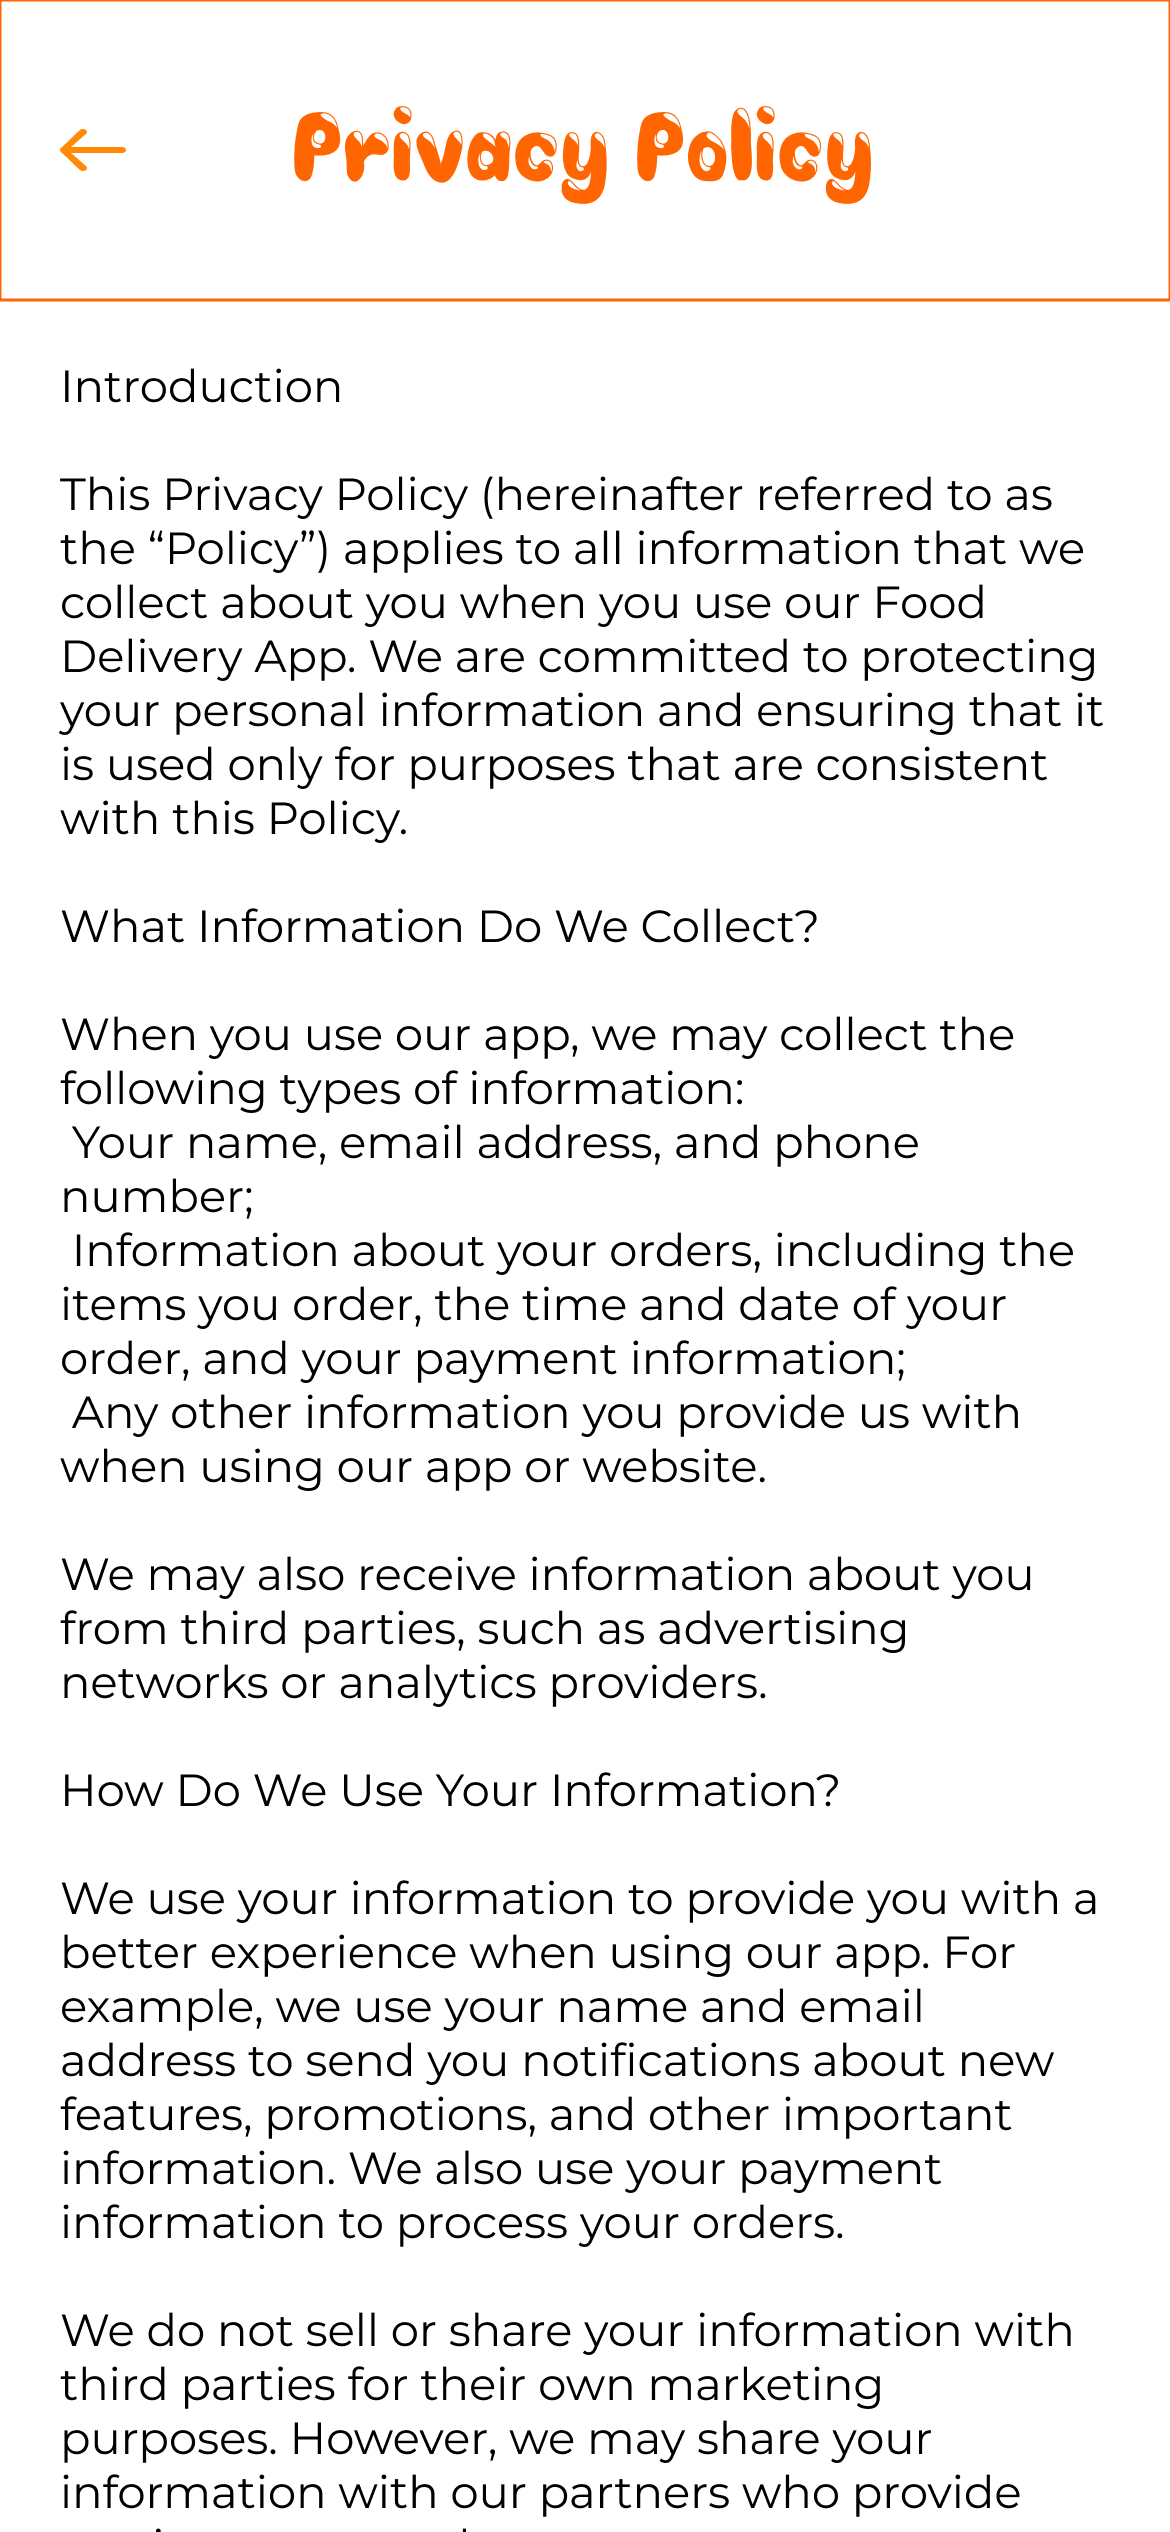 Privacy Policy
Introduction
This Privacy Policy (hereinafter referred to as
the “Policy”) applies to all information that we
collect about you when you use our Food
Delivery App. We are committed to protecting
your personal information and ensuring that it
is used only for purposes that are consistent
with this Policy.
What Information Do We Collect?
When you use our app, we may collect the
following types of information:
Your name, email address, and phone
number;
Information about your orders, including the
items you order, the time and date of your
order, and your payment information;
Any other information you provide us with
when using our app or website.
We may also receive information about you
from third parties, such as advertising
networks or analytics providers.
How Do We Use Your Information?
We use your information to provide you with a
better experience when using our app. For
example, we use your name and email
address to send you notifications about new
features, promotions, and other important
information. We also use your payment
information to process your orders.
We do not sell or share your information with
third parties for their own marketing
purposes. However, we may share your
information with our partners who provide